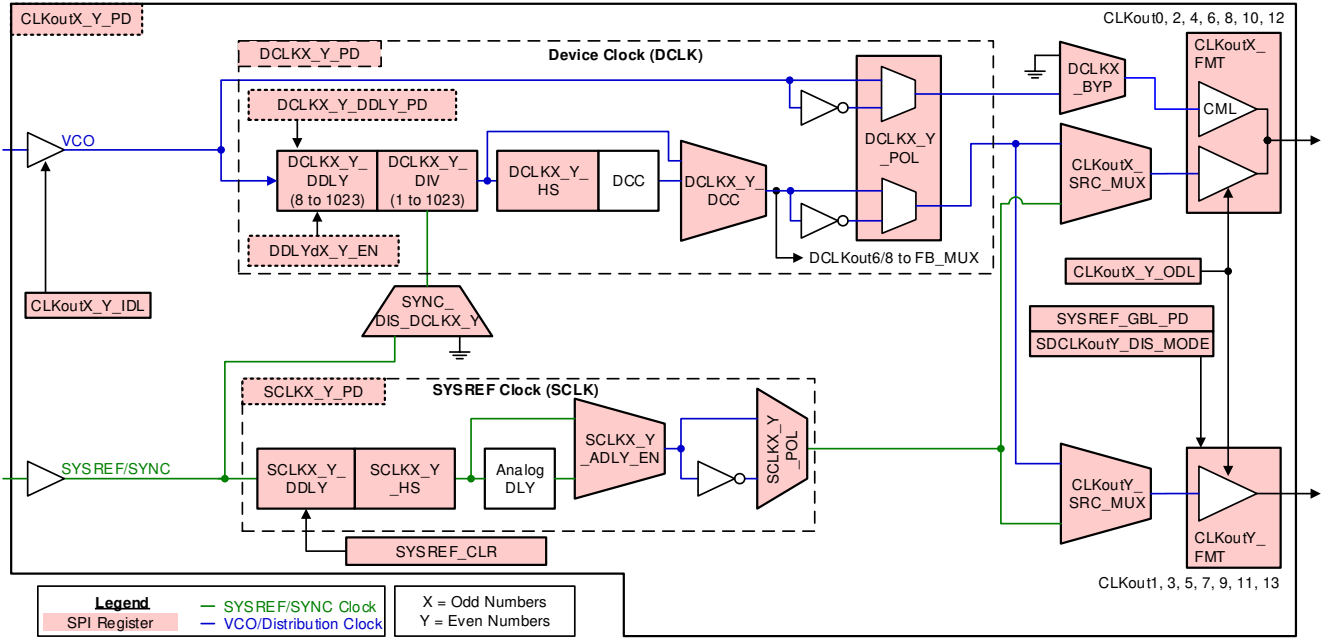 CLKoutX_Y_PD
CLKout0, 2, 4, 6, 8, 10, 12
DCLKX_Y_PD
Device Clock (DCLK)
CLKoutX_
FMT
DCLKX
_BYP
DCLKX_Y_DDLY_PD
CML
VCO
DCLKX_Y
_POL
DCLKX_Y_
DDLY
(8 to 1023)
DCLKX_Y_
DIV
(1 to 1023)
DCLKX_Y_
HS
DCC
DCLKX_Y_
DCC
CLKoutX_
SRC_MUX
DDLYdX_Y_EN
DCLKout6/8 to FB_MUX
CLKoutX_Y_ODL
CLKoutX_Y_IDL
SYNC_
DIS_DCLKX_Y
SYSREF_GBL_PD
SDCLKoutY_DIS_MODE
SCLKX_Y_PD
SYSREF Clock (SCLK)
SYSREF/SYNC
SCLKX_Y_
DDLY
SCLKX_Y
_HS
Analog
DLY
SCLKX_Y
_ADLY_EN
SCLKX_Y
_POL
CLKoutY_
SRC_MUX
CLKoutY_
FMT
SYSREF_CLR
CLKout1, 3, 5, 7, 9, 11, 13
Legend
SPI Register
SYSREF/SYNC Clock
VCO/Distribution Clock
X = Odd Numbers
Y = Even Numbers